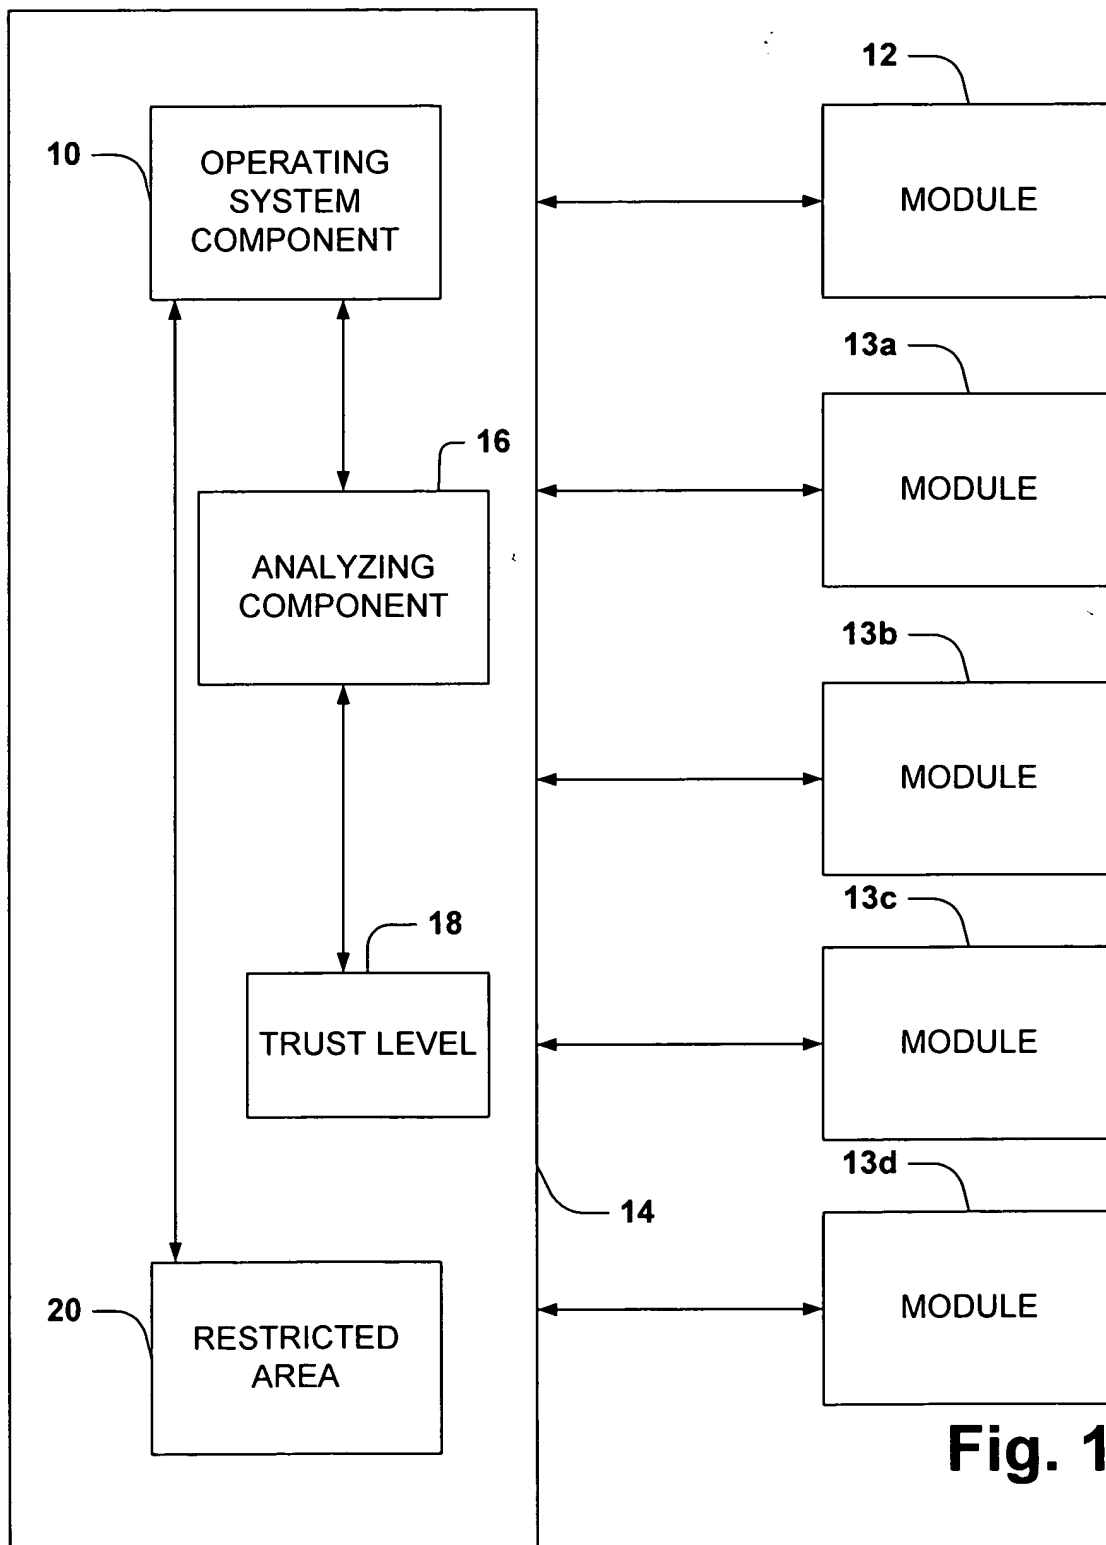 12
10
OPERATING
SYSTEM
COMPONENT
MODULE
13a
16
ANALYZING
COMPONENT
MODULE
13b
MODULE
13c
18
TRUST LEVEL
MODULE
13d
14
20
RESTRICTED
AREA
MODULE
Fig. 1